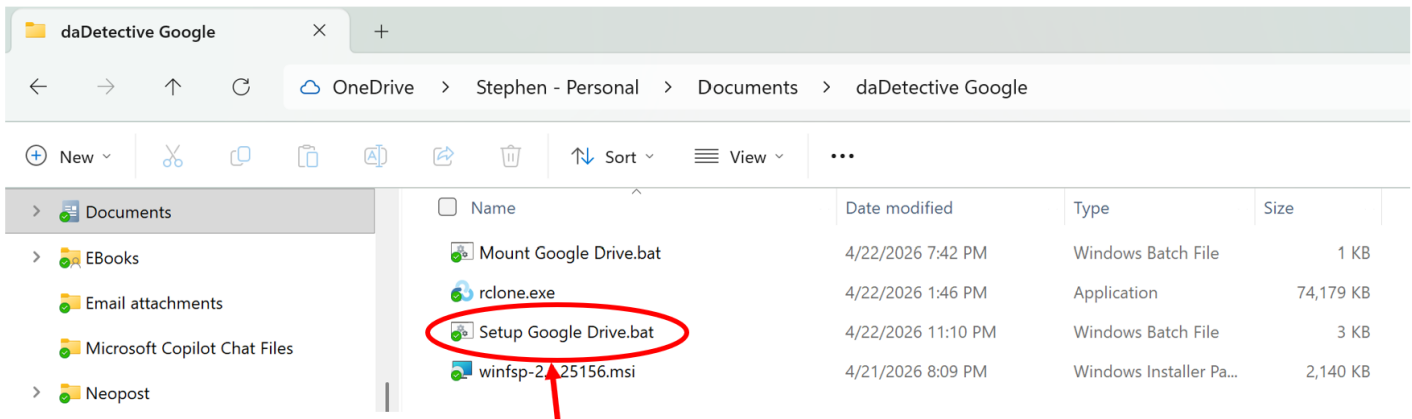 daDetective Google
OneDrive > Stephen - Personal > Documents > daDetective Google
New Sort View
Name Date modified Type Size
Documents
EBooks
Email attachments
Microsoft Copilot Chat Files
Neopost
Mount Google Drive.bat 4/22/2026 7:42 PM Windows Batch File 1 KB
rclone.exe 4/22/2026 1:46 PM Application 74,179 KB
Setup Google Drive.bat 4/22/2026 11:10 PM Windows Batch File 3 KB
4/21/2026 8:09 PM Windows Installer Pa... 2,140 KB